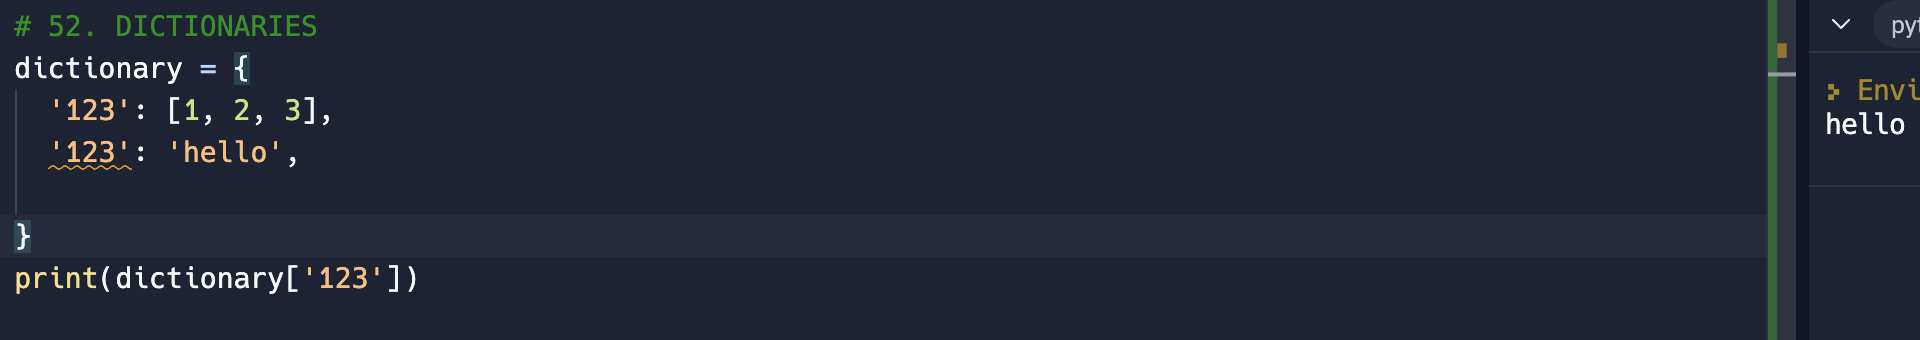 # 52. DICTIONARIES
dictionary = {
  '123': [1, 2, 3],
  '123': 'hello',

}
print(dictionary['123'])
hello